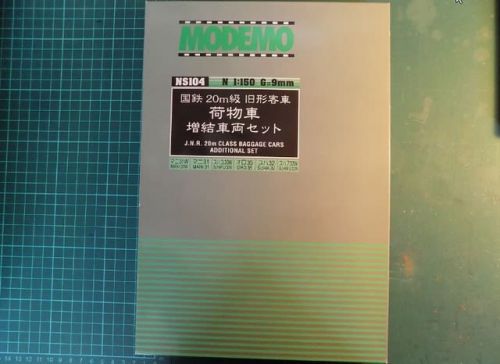 MODEMO
NS104 N 1:150 G=9mm
国鉄 20m級 旧形客車
荷物車
増結車両セット
J.N.R. 20m CLASS BAGGAGE CARS
ADDITIONAL SET